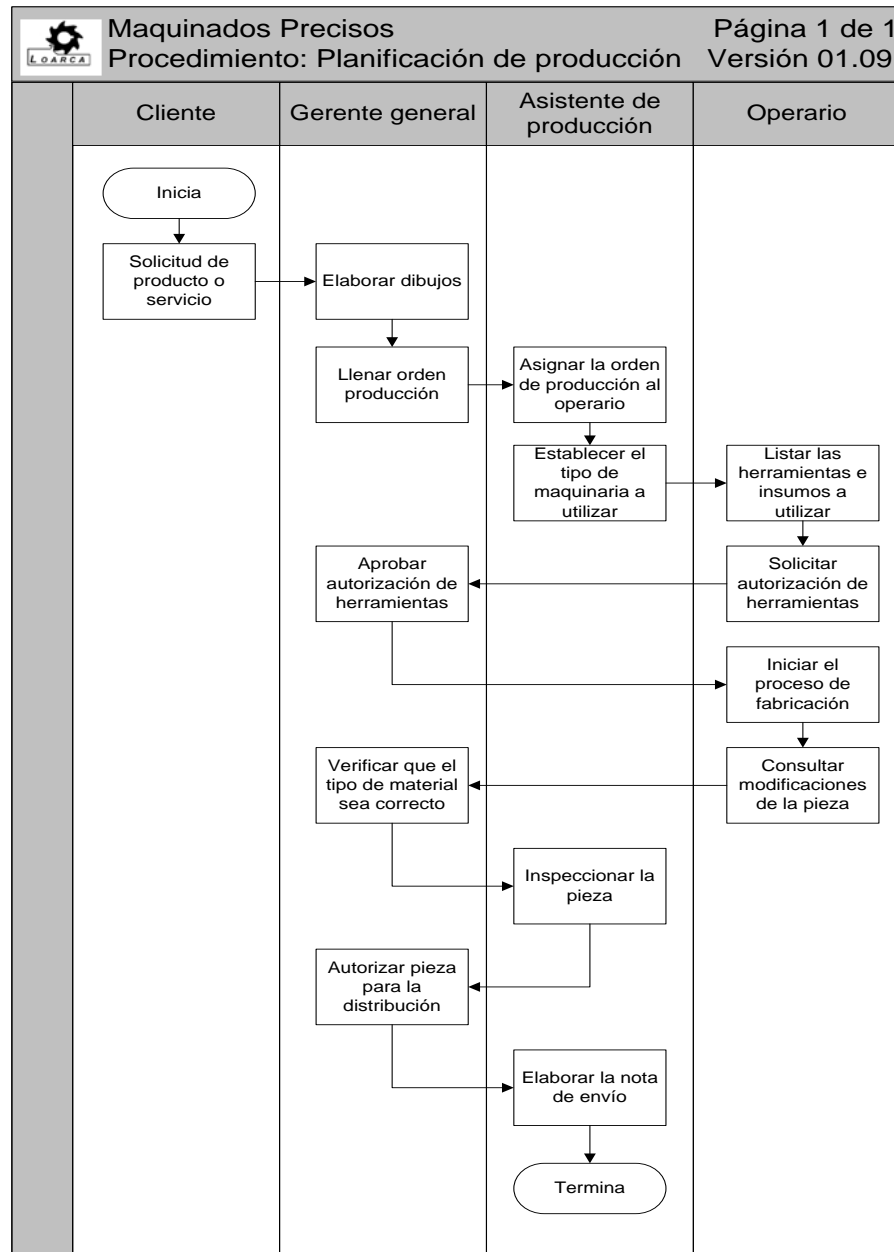 Maquinados Precisos
Página 1 de 1
Procedimiento: Planificación de producción
Versión 01.09
LOARCA
Cliente
Gerente general
Asistente de
producción
Operario
Inicia
Solicitud de
producto o
servicio
Elaborar dibujos
Llenar orden
producción
Asignar la orden
de producción al
operario
Establecer el
tipo de
maquinaria a
utilizar
Listar las
herramientas e
insumos a
utilizar
Solicitar
autorización de
herramientas
Aprobar
autorización de
herramientas
Iniciar el
proceso de
fabricación
Consultar
modificaciones
de la pieza
Verificar que el
tipo de material
sea correcto
Inspeccionar la
pieza
Autorizar pieza
para la
distribución
Elaborar la nota
de envío
Termina